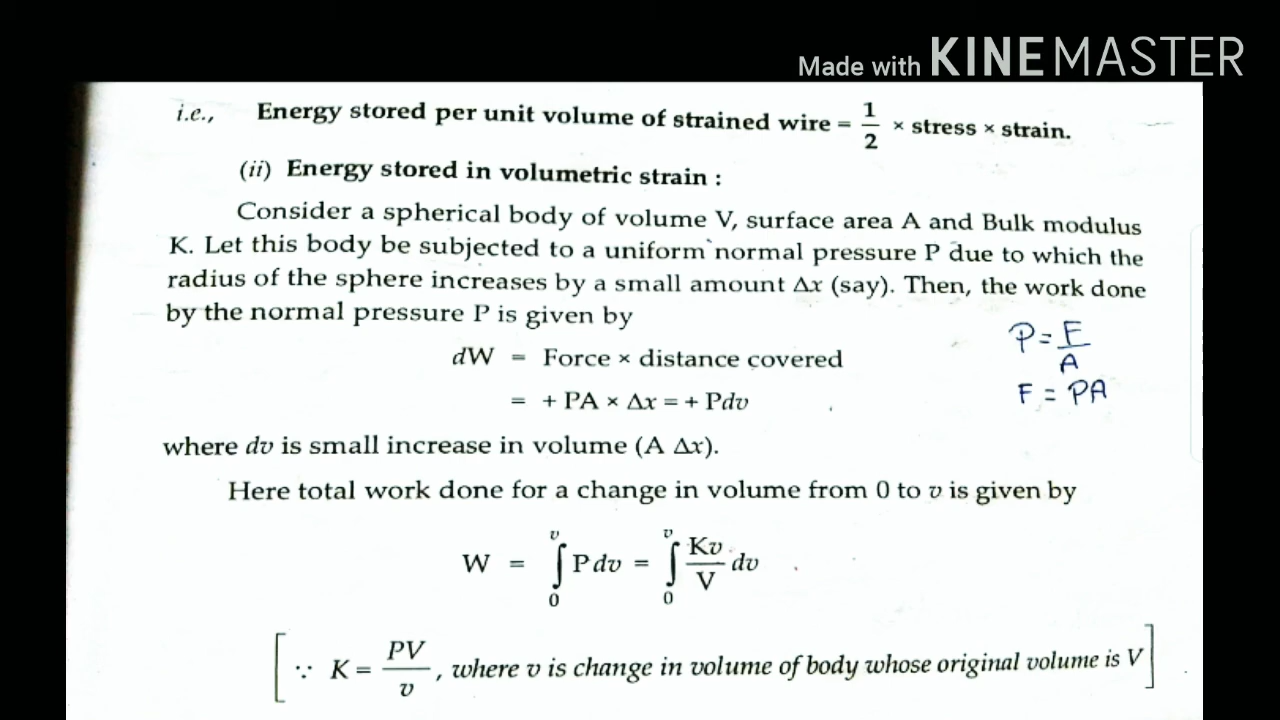 Made with KINEMASTER
i.e., Energy stored per unit volume of strained wire = 1/2 × stress × strain.
(ii) Energy stored in volumetric strain :
Consider a spherical body of volume V, surface area A and Bulk modulus
K. Let this body be subjected to a uniform normal pressure P due to which the
radius of the sphere increases by a small amount Δx (say). Then, the work done
by the normal pressure P is given by
dW = Force × distance covered
P = F/A
= + PA × Δx = + Pdv
F = PA
where dv is small increase in volume (A Δx).
Here total work done for a change in volume from 0 to v is given by
W = ∫₀ᵛ P dv = ∫₀ᵛ Kv/V dv
[∵ K = PV/v, where v is change in volume of body whose original volume is V]